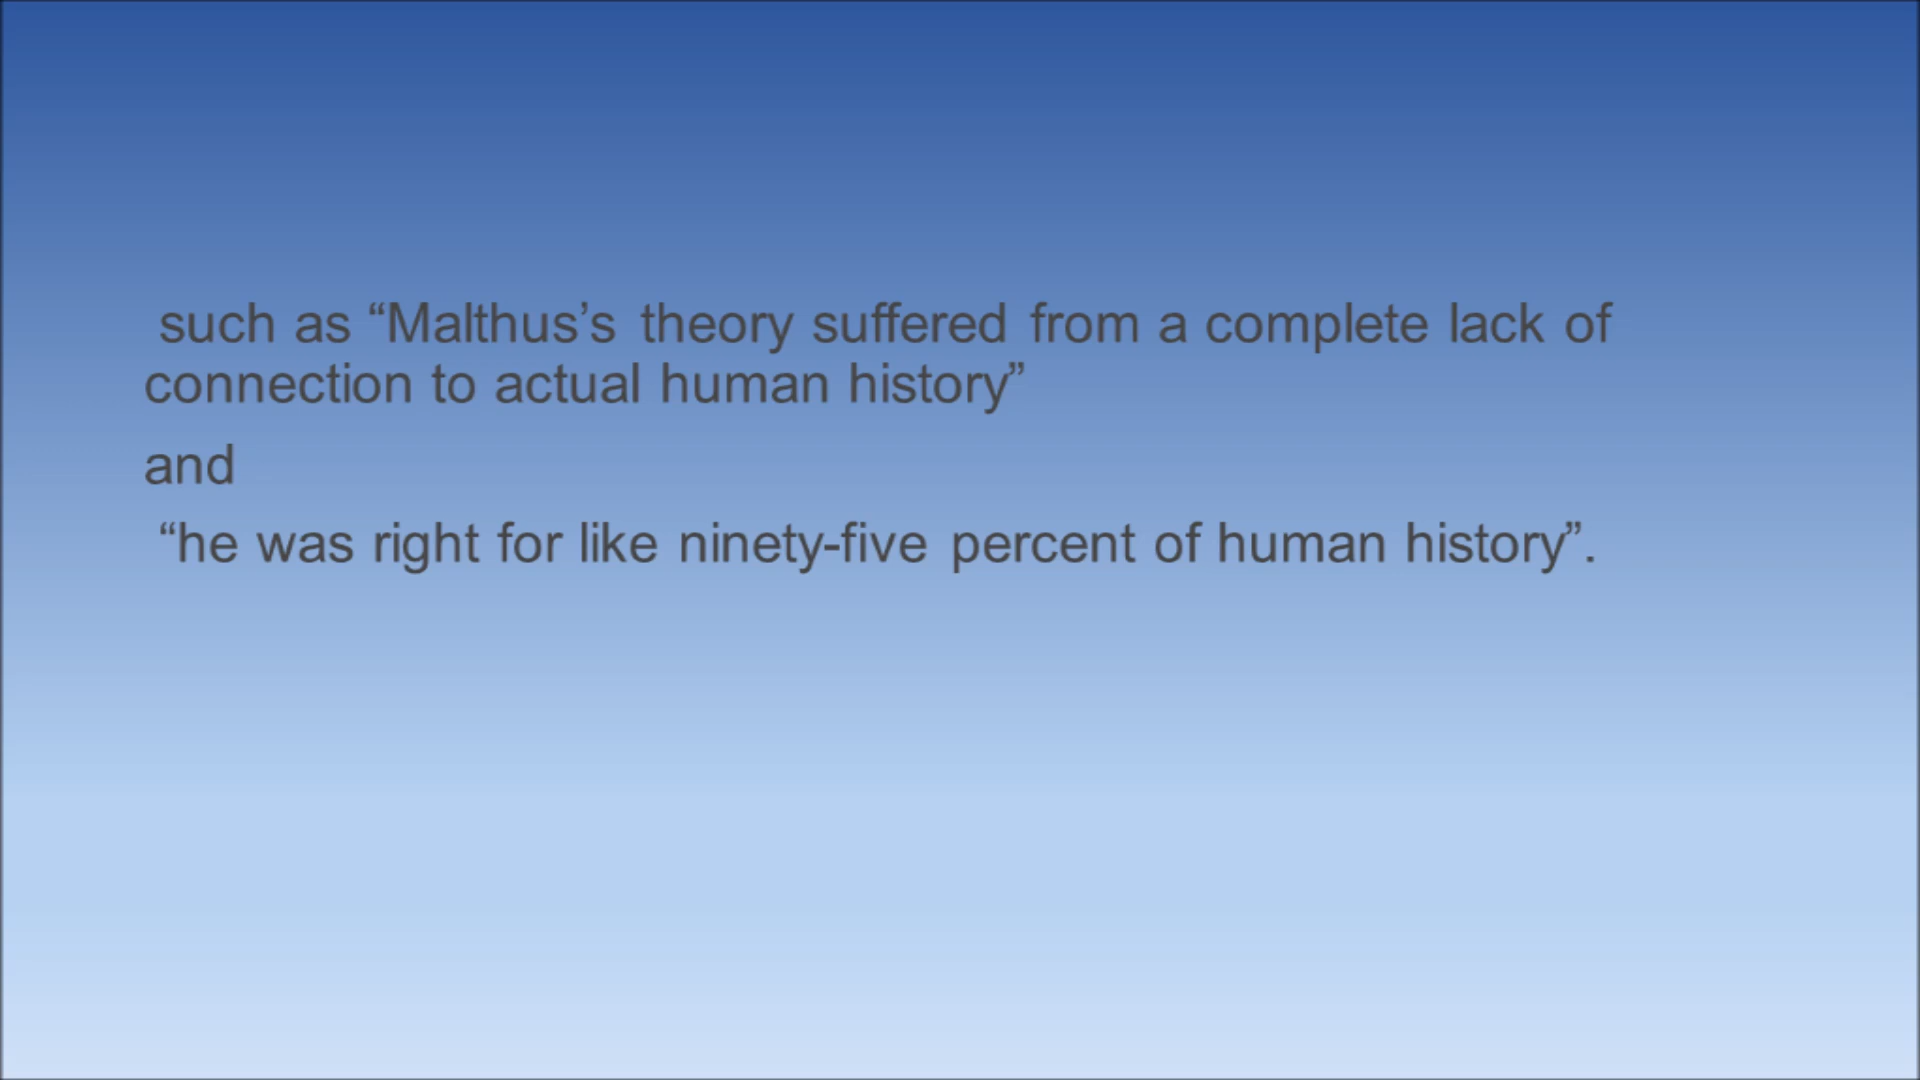 such as “Malthus’s theory suffered from a complete lack of
connection to actual human history”
and
“he was right for like ninety-five percent of human history”.